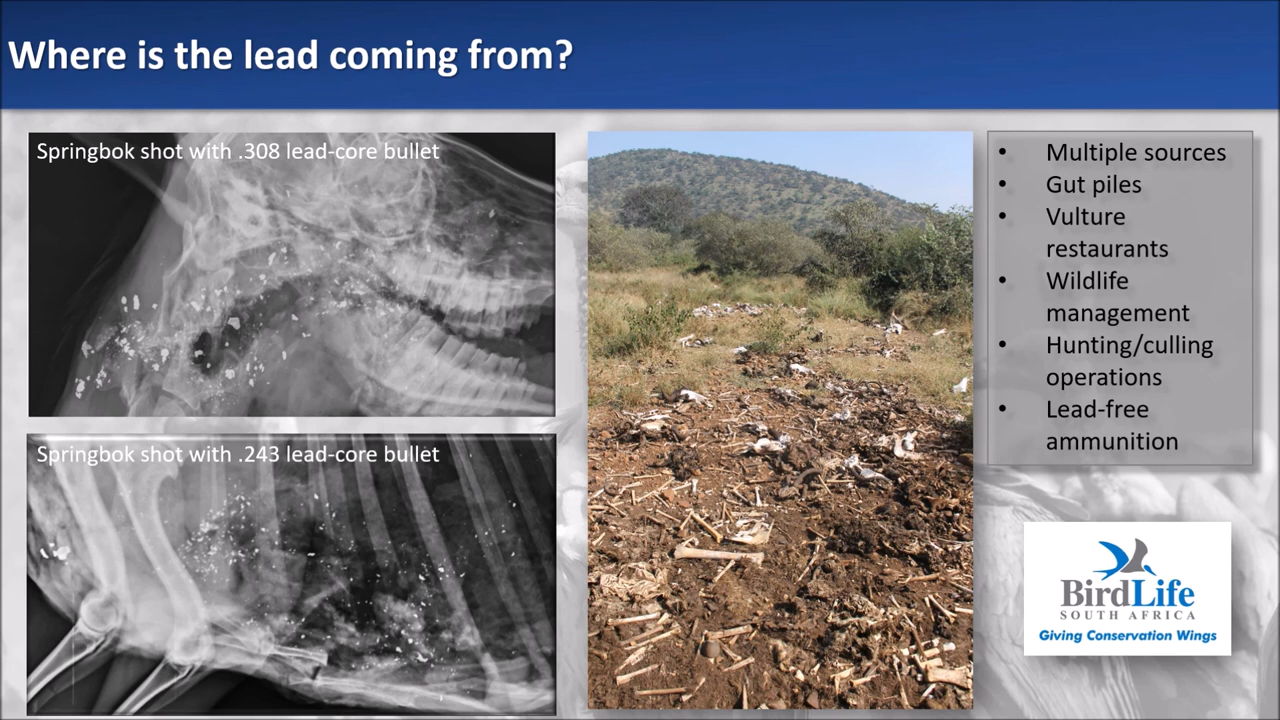 Where is the lead coming from?
Springbok shot with .308 lead-core bullet
Springbok shot with .243 lead-core bullet
• Multiple sources
• Gut piles
• Vulture
restaurants
• Wildlife
management
• Hunting/culling
operations
• Lead-free
ammunition
BirdLife
SOUTH AFRICA
Giving Conservation Wings